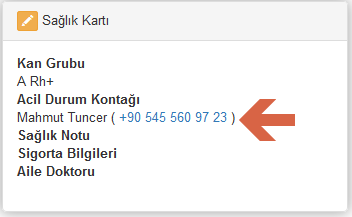 Sağlık Kartı
Kan Grubu
A Rh+
Acil Durum Kontağı
Mahmut Tuncer ( +90 545 560 97 23 )
Sağlık Notu
Sigorta Bilgileri
Aile Doktoru